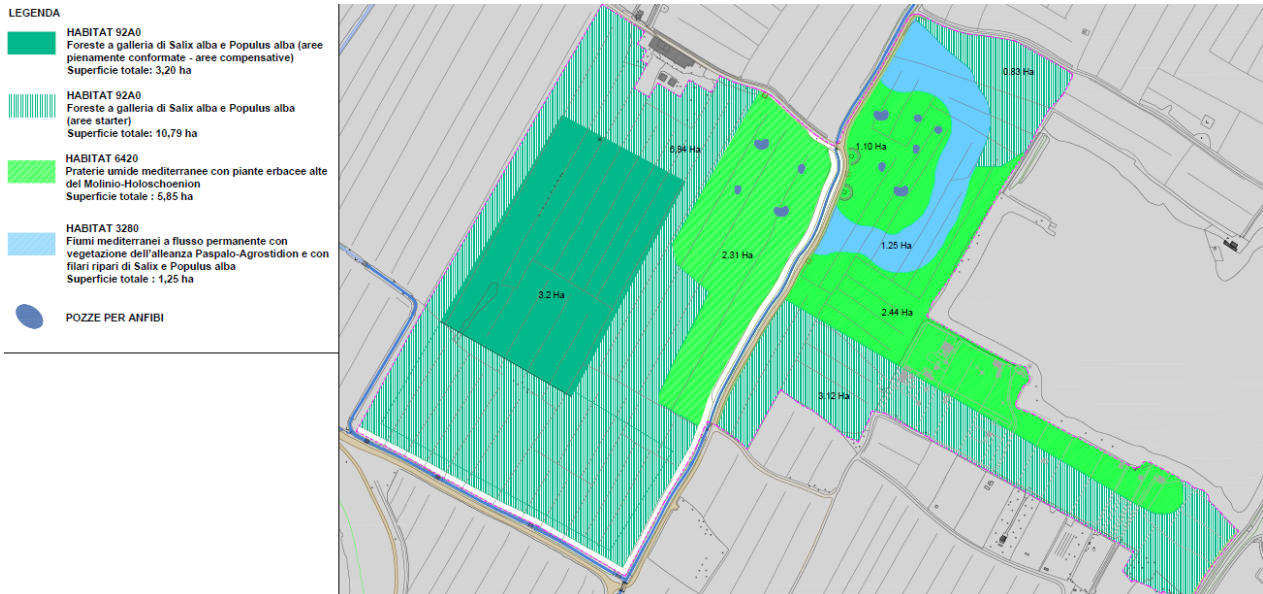 LEGENDA
HABITAT 92A0
Foreste a galleria di Salix alba e Populus alba (aree
pienamente conformate - aree compensative)
Superficie totale: 3,20 ha
HABITAT 92A0
Foreste a galleria di Salix alba e Populus alba
(aree starter)
Superficie totale: 10,79 ha
HABITAT 6420
Praterie umide mediterranee con piante erbacee alte
del Molinio-Holoschoenion
Superficie totale : 5,85 ha
HABITAT 3280
Fiumi mediterranei a flusso permanente con
vegetazione dell'alleanza Paspalo-Agrostidion e con
filari ripari di Salix e Populus alba
Superficie totale : 1,25 ha
POZZE PER ANFIBI
0.83 Ha
6.84 Ha
1.10 Ha
1.25 Ha
2.31 Ha
3.2 Ha
2.44 Ha
3.12 Ha